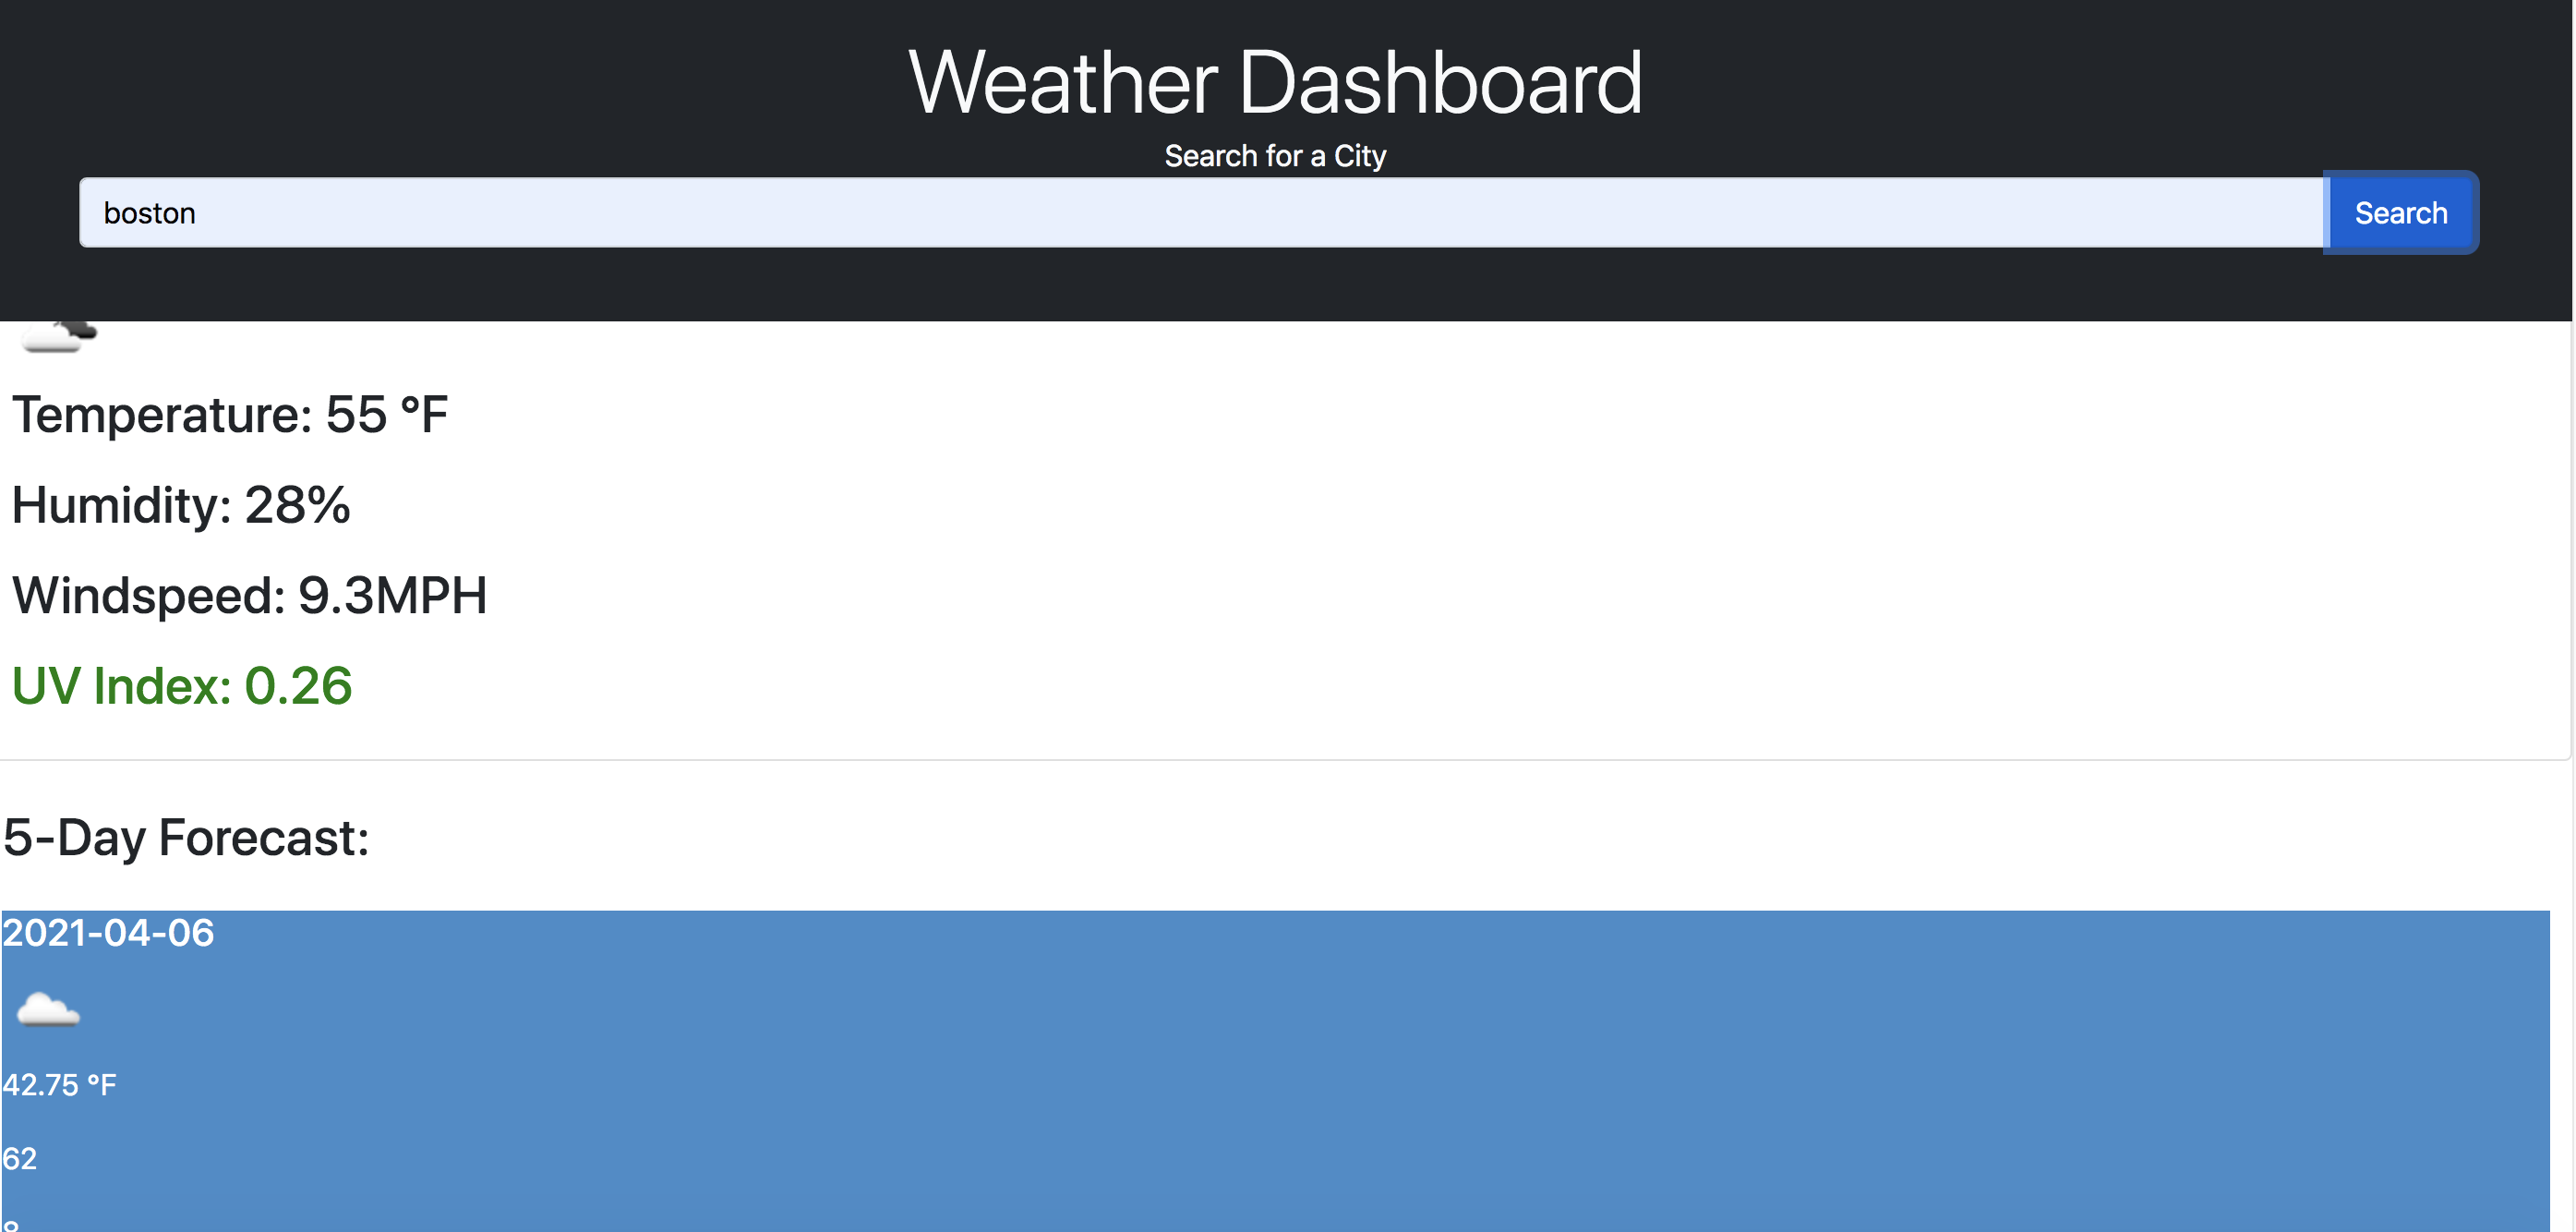 Weather Dashboard
Search for a City
boston
Search
Temperature: 55 °F
Humidity: 28%
Windspeed: 9.3MPH
UV Index: 0.26
5-Day Forecast:
2021-04-06
42.75 °F
62